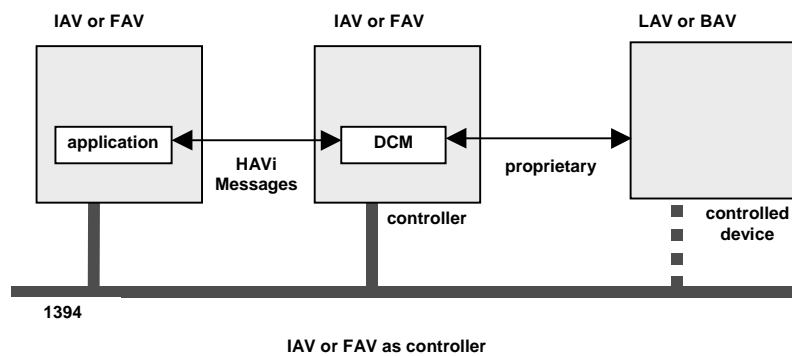 IAV or FAV
IAV or FAV
LAV or BAV
application
DCM
HAVi
Messages
proprietary
controller
controlled
device
1394
IAV or FAV as controller